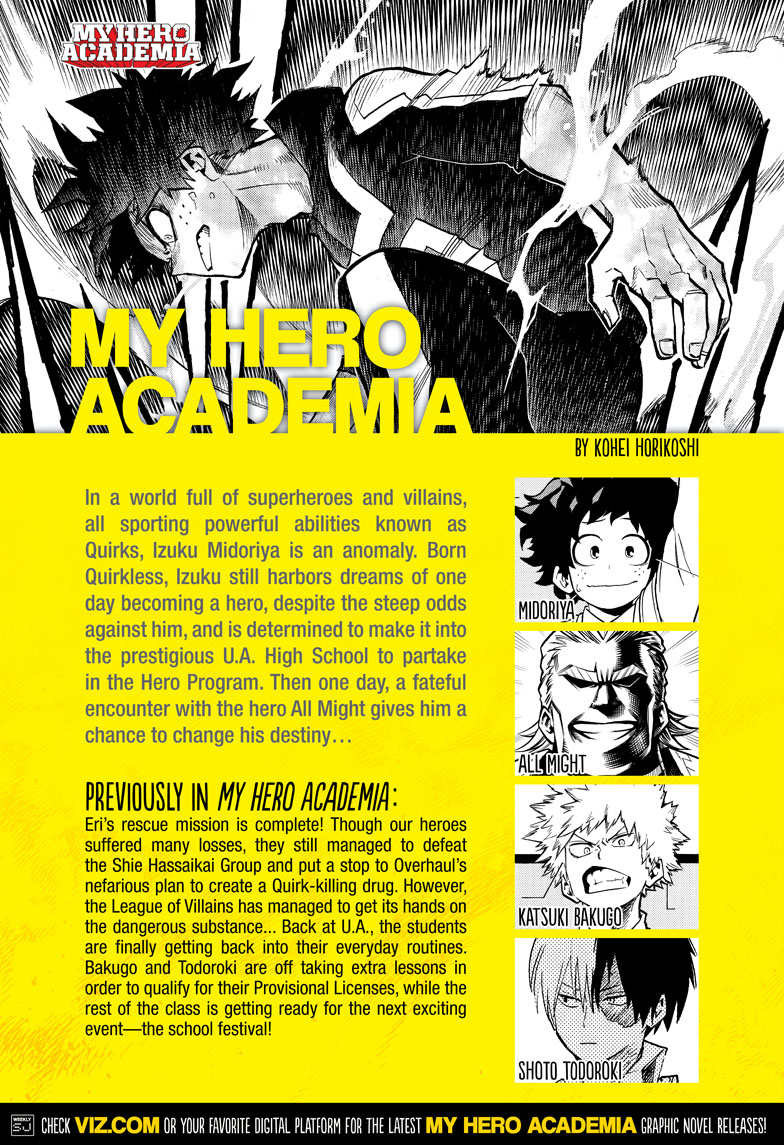 MY HERO
ACADEMIA
MY HERO
ACADEMIA
BY KOHEI HORIKOSHI
In a world full of superheroes and villains,
all sporting powerful abilities known as
Quirks, Izuku Midoriya is an anomaly. Born
Quirkless, Izuku still harbors dreams of one
day becoming a hero, despite the steep odds
against him, and is determined to make it into
the prestigious U.A. High School to partake
in the Hero Program. Then one day, a fateful
encounter with the hero All Might gives him a
chance to change his destiny...
PREVIOUSLY IN MY HERO ACADEMIA:
Eri's rescue mission is complete! Though our heroes
suffered many losses, they still managed to defeat
the Shie Hassaikai Group and put a stop to Overhaul's
nefarious plan to create a Quirk-killing drug. However,
the League of Villains has managed to get its hands on
the dangerous substance... Back at U.A., the students
are finally getting back into their everyday routines.
Bakugo and Todoroki are off taking extra lessons in
order to qualify for their Provisional Licenses, while the
rest of the class is getting ready for the next exciting
event—the school festival!
MIDORIYA
ALL MIGHT
KATSUKI BAKUGO
SHOTO TODOROKI
WEEKLY
SJ
CHECK VIZ.COM OR YOUR FAVORITE DIGITAL PLATFORM FOR THE LATEST MY HERO ACADEMIA GRAPHIC NOVEL RELEASES!